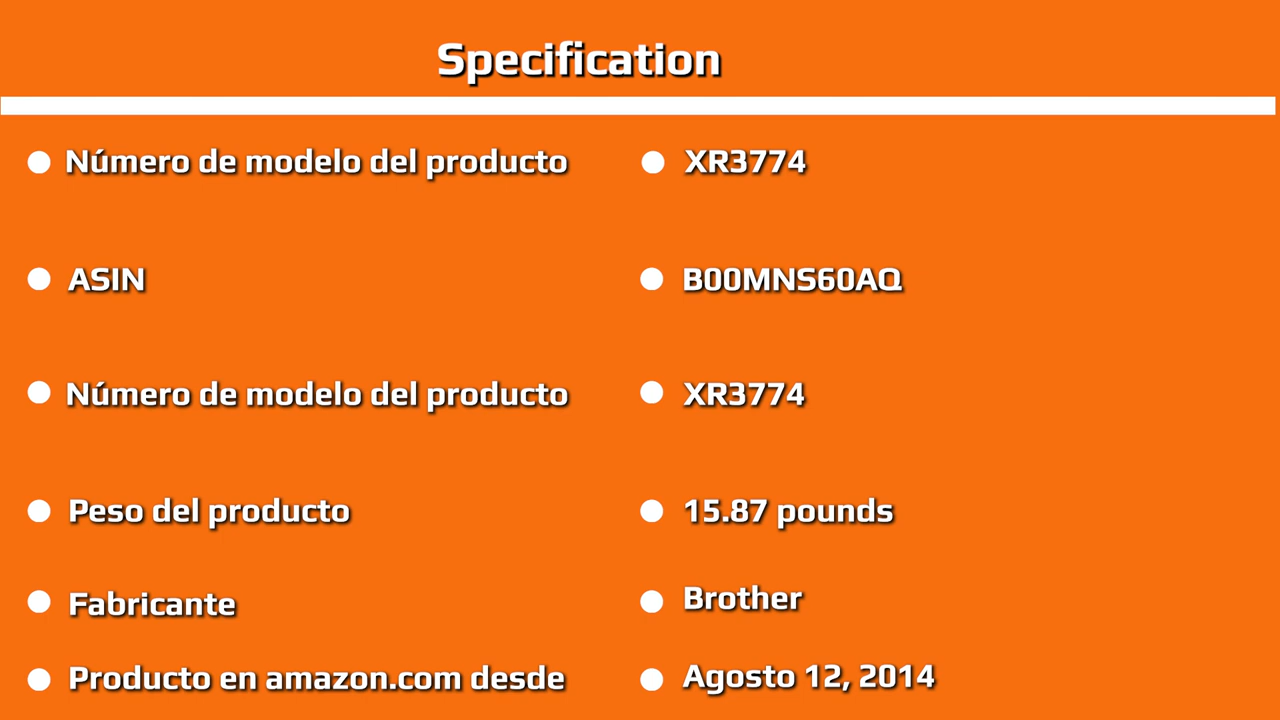 Specification
Número de modelo del producto
XR3774
ASIN
B00MNS60AQ
Número de modelo del producto
XR3774
Peso del producto
15.87 pounds
Fabricante
Brother
Producto en amazon.com desde
Agosto 12, 2014